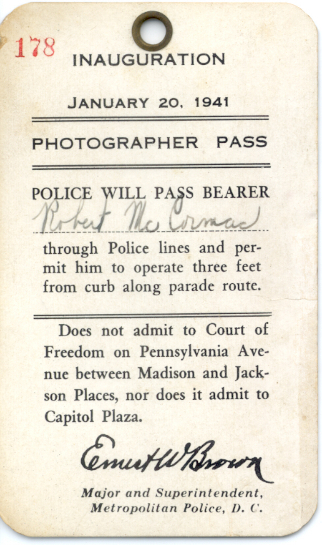 178
INAUGURATION
JANUARY 20, 1941
PHOTOGRAPHER PASS
POLICE WILL PASS BEARER
Robert McCormac
through Police lines and per-
mit him to operate three feet
from curb along parade route.
Does not admit to Court of
Freedom on Pennsylvania Ave-
nue between Madison and Jack-
son Places, nor does it admit to
Capitol Plaza.
Ernest W Brown
Major and Superintendent,
Metropolitan Police, D. C.